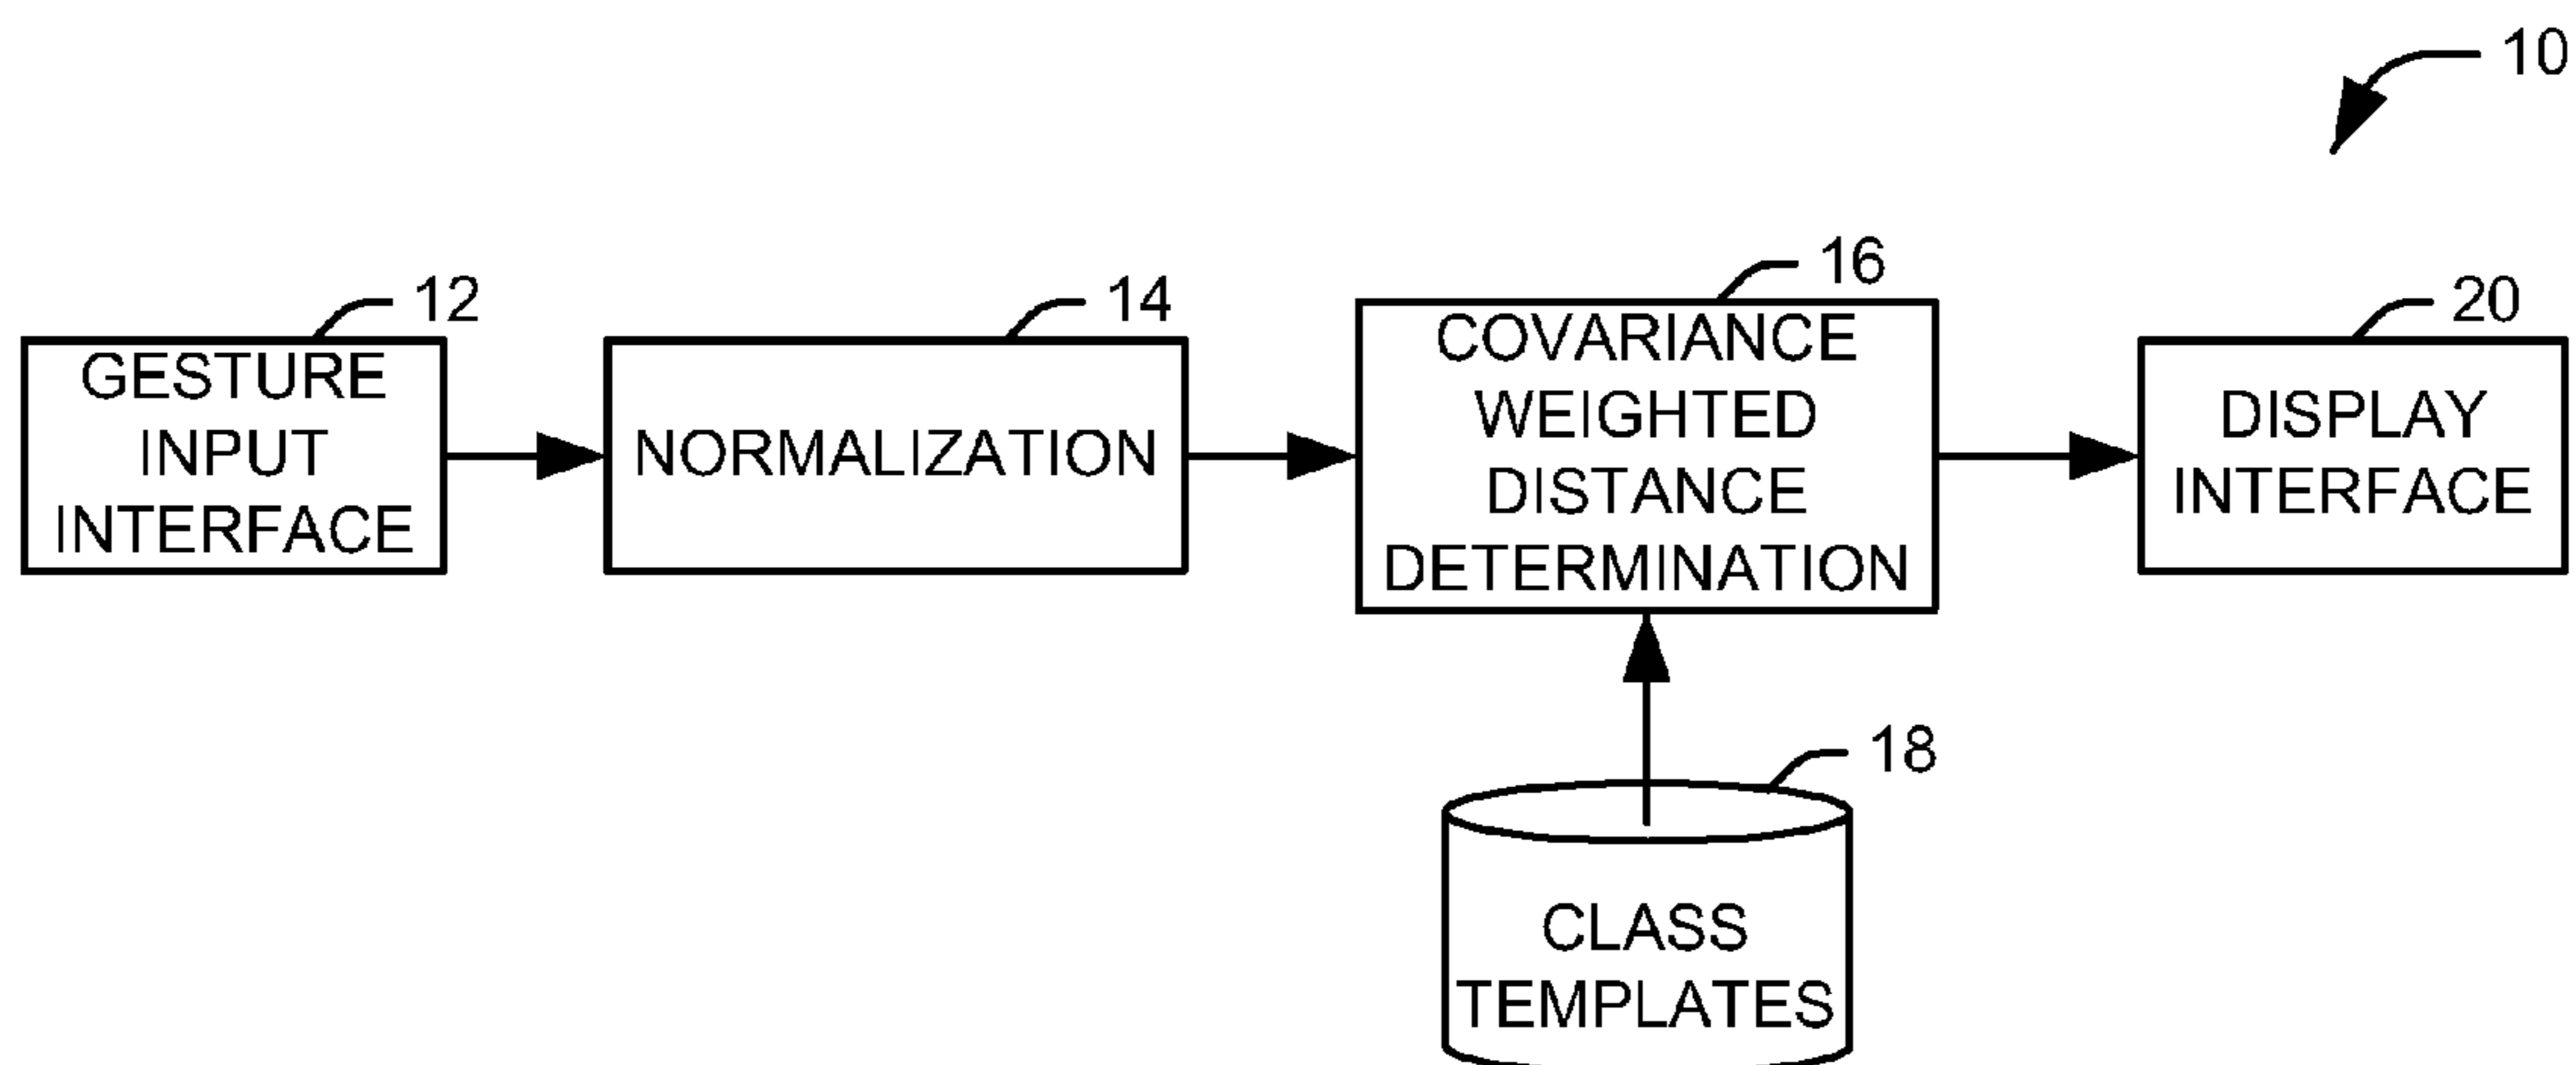 10
12
GESTURE
INPUT
INTERFACE
14
NORMALIZATION
16
COVARIANCE
WEIGHTED
DISTANCE
DETERMINATION
20
DISPLAY
INTERFACE
18
CLASS
TEMPLATES